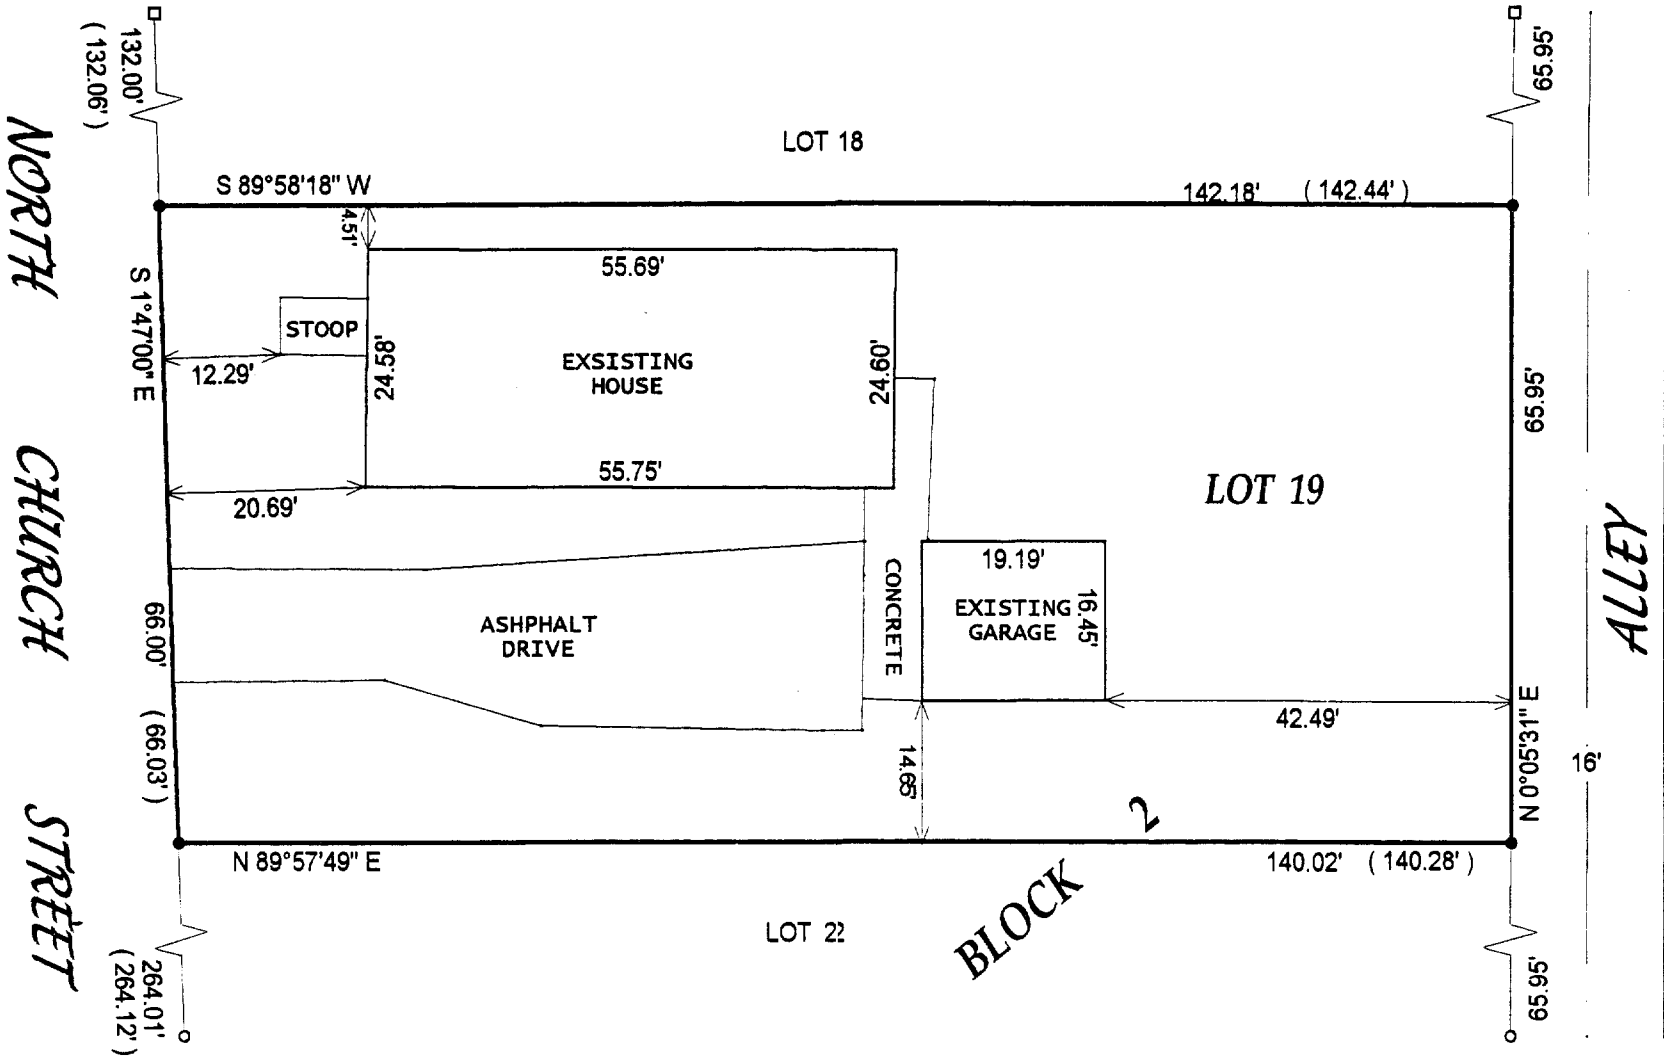 132.00'
( 132.06' )
65.95'
NORTH CHURCH STREET
LOT 18
S 89°58'18" W
142.18' ( 142.44' )
4.51'
55.69'
S 1°47'00" E
STOOP
12.29'
24.58'
EXSISTING
HOUSE
24.60'
65.95'
55.75'
20.69'
LOT 19
ALLEY
CONCRETE
19.19'
EXISTING
GARAGE
16.45'
ASHPHALT
DRIVE
66.00'
( 66.03' )
42.49'
N 0°05'31" E
16'
14.65'
2
BLOCK
N 89°57'49" E
140.02' ( 140.28' )
LOT 22
264.01'
( 264.12' )
65.95'